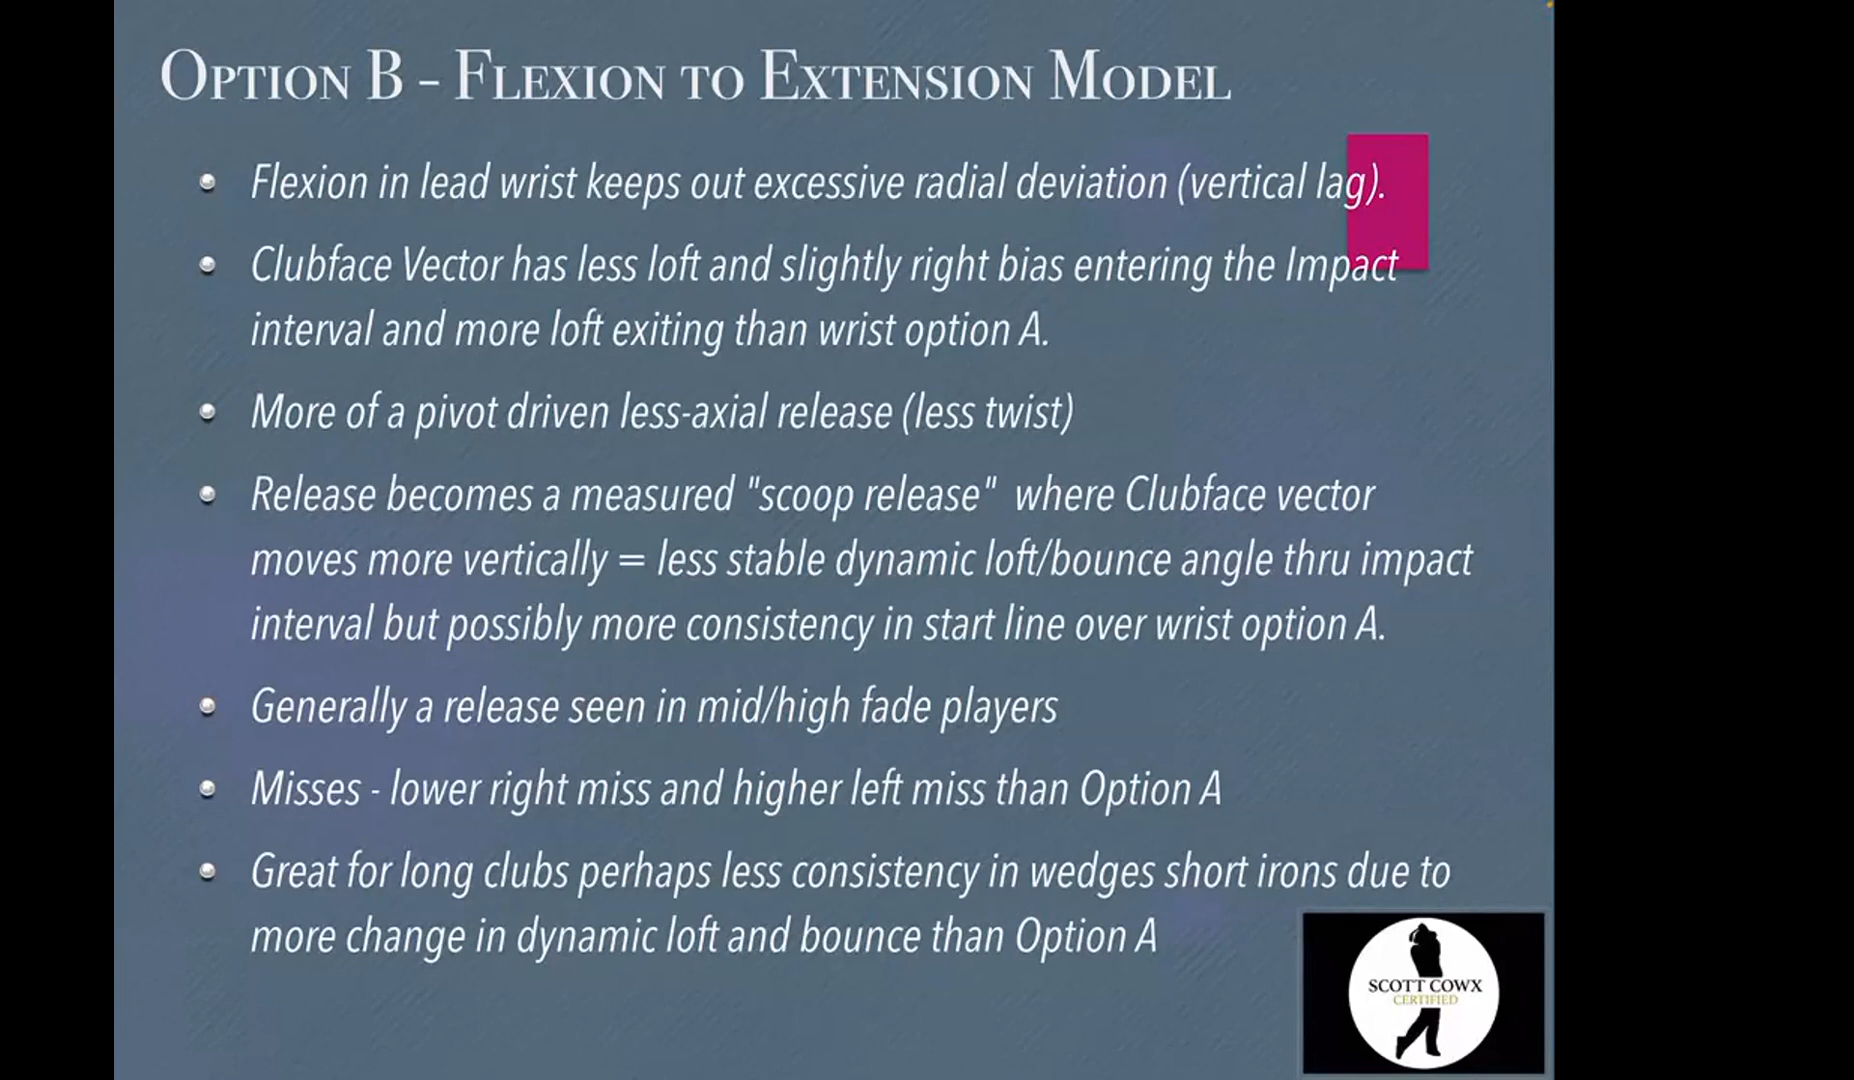 Option B - Flexion to Extension Model
Flexion in lead wrist keeps out excessive radial deviation (vertical lag).
Clubface Vector has less loft and slightly right bias entering the Impact
interval and more loft exiting than wrist option A.
More of a pivot driven less-axial release (less twist)
Release becomes a measured "scoop release" where Clubface vector
moves more vertically = less stable dynamic loft/bounce angle thru impact
interval but possibly more consistency in start line over wrist option A.
Generally a release seen in mid/high fade players
Misses - lower right miss and higher left miss than Option A
Great for long clubs perhaps less consistency in wedges short irons due to
more change in dynamic loft and bounce than Option A
SCOTT COWX
CERTIFIED